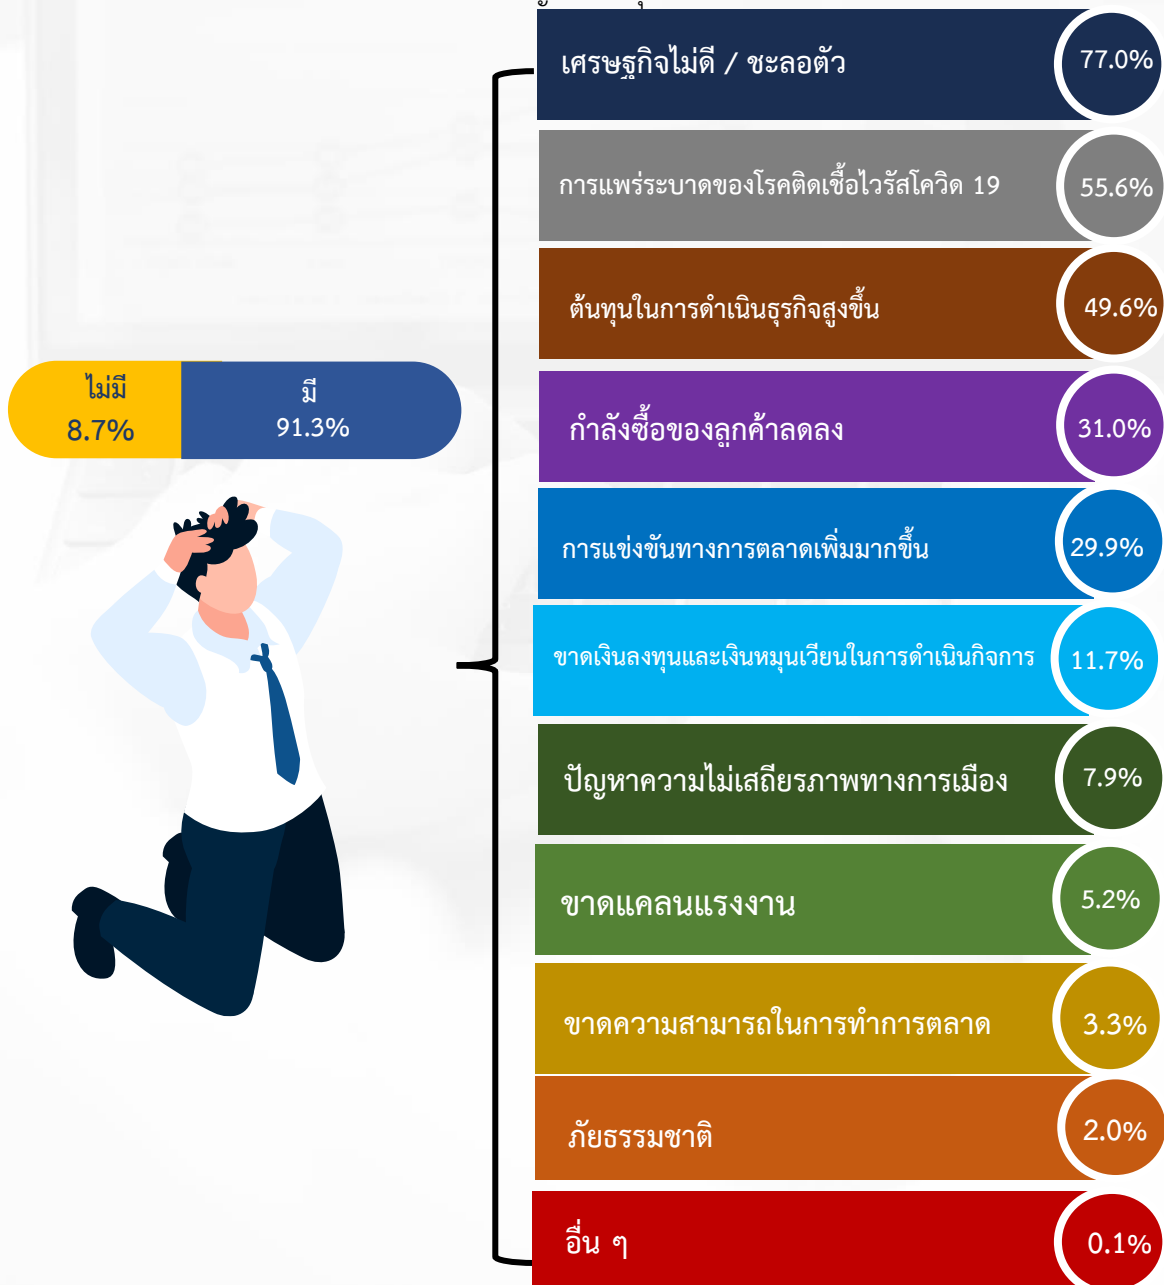 เศรษฐกิจไม่ดี / ชะลอตัว 77.0%
การแพร่ระบาดของโรคติดเชื้อไวรัสโควิด 19 55.6%
ต้นทุนในการดำเนินธุรกิจสูงขึ้น 49.6%
ไม่มี มี
8.7% 91.3%
กำลังซื้อของลูกค้าลดลง 31.0%
การแข่งขันทางการตลาดเพิ่มมากขึ้น 29.9%
ขาดเงินลงทุนและเงินหมุนเวียนในการดำเนินกิจการ 11.7%
ปัญหาความไม่เสถียรภาพทางการเมือง 7.9%
ขาดแคลนแรงงาน 5.2%
ขาดความสามารถในการทำการตลาด 3.3%
ภัยธรรมชาติ 2.0%
อื่น ๆ 0.1%